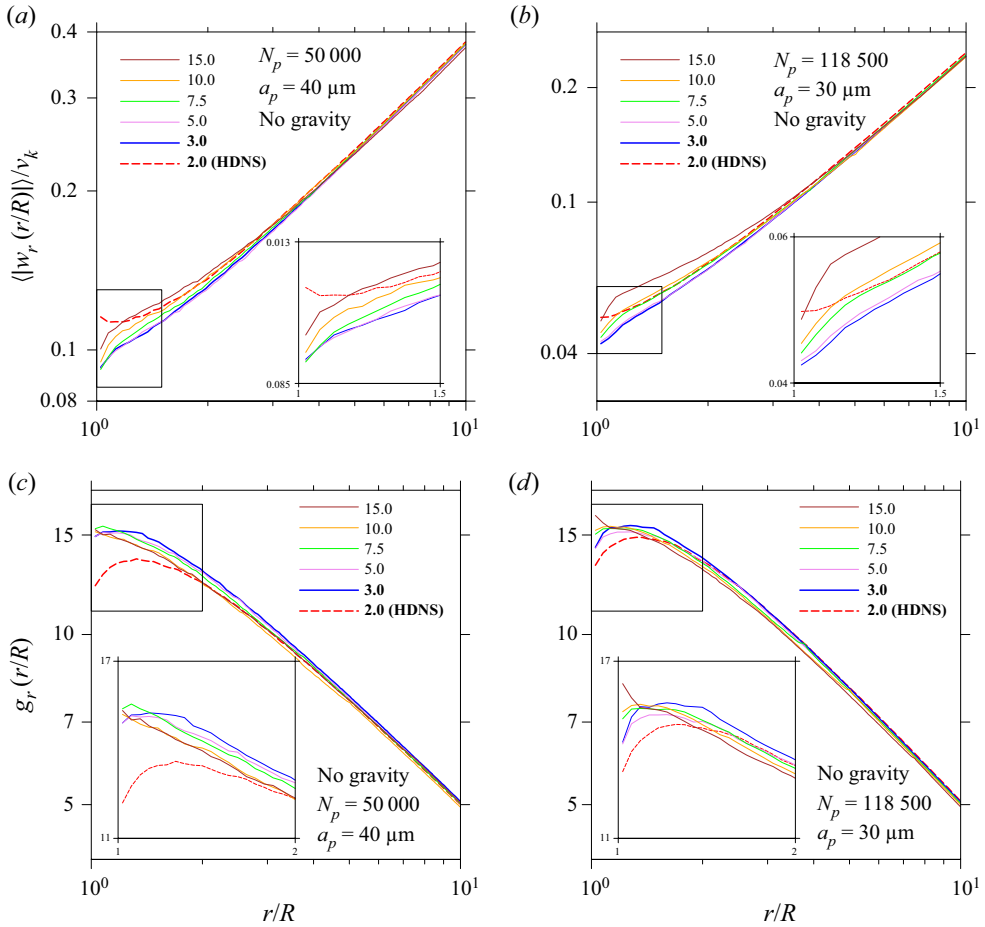 (a)
0.4
0.3
0.2
0.1
0.08
⟨|w_r (r/R)|⟩/v_k
15.0
10.0
7.5
5.0
3.0
2.0 (HDNS)
N_p = 50 000
a_p = 40 µm
No gravity
0.013
0.085
1
1.5
10^0
10^1
(b)
0.2
0.1
0.04
15.0
10.0
7.5
5.0
3.0
2.0 (HDNS)
N_p = 118 500
a_p = 30 µm
No gravity
0.06
0.04
1
1.5
10^0
10^1
(c)
15
10
7
5
g_r (r/R)
15.0
10.0
7.5
5.0
3.0
2.0 (HDNS)
17
11
1
2
No gravity
N_p = 50 000
a_p = 40 µm
10^0
10^1
r/R
(d)
15
10
7
5
15.0
10.0
7.5
5.0
3.0
2.0 (HDNS)
17
11
1
2
No gravity
N_p = 118 500
a_p = 30 µm
10^0
10^1
r/R